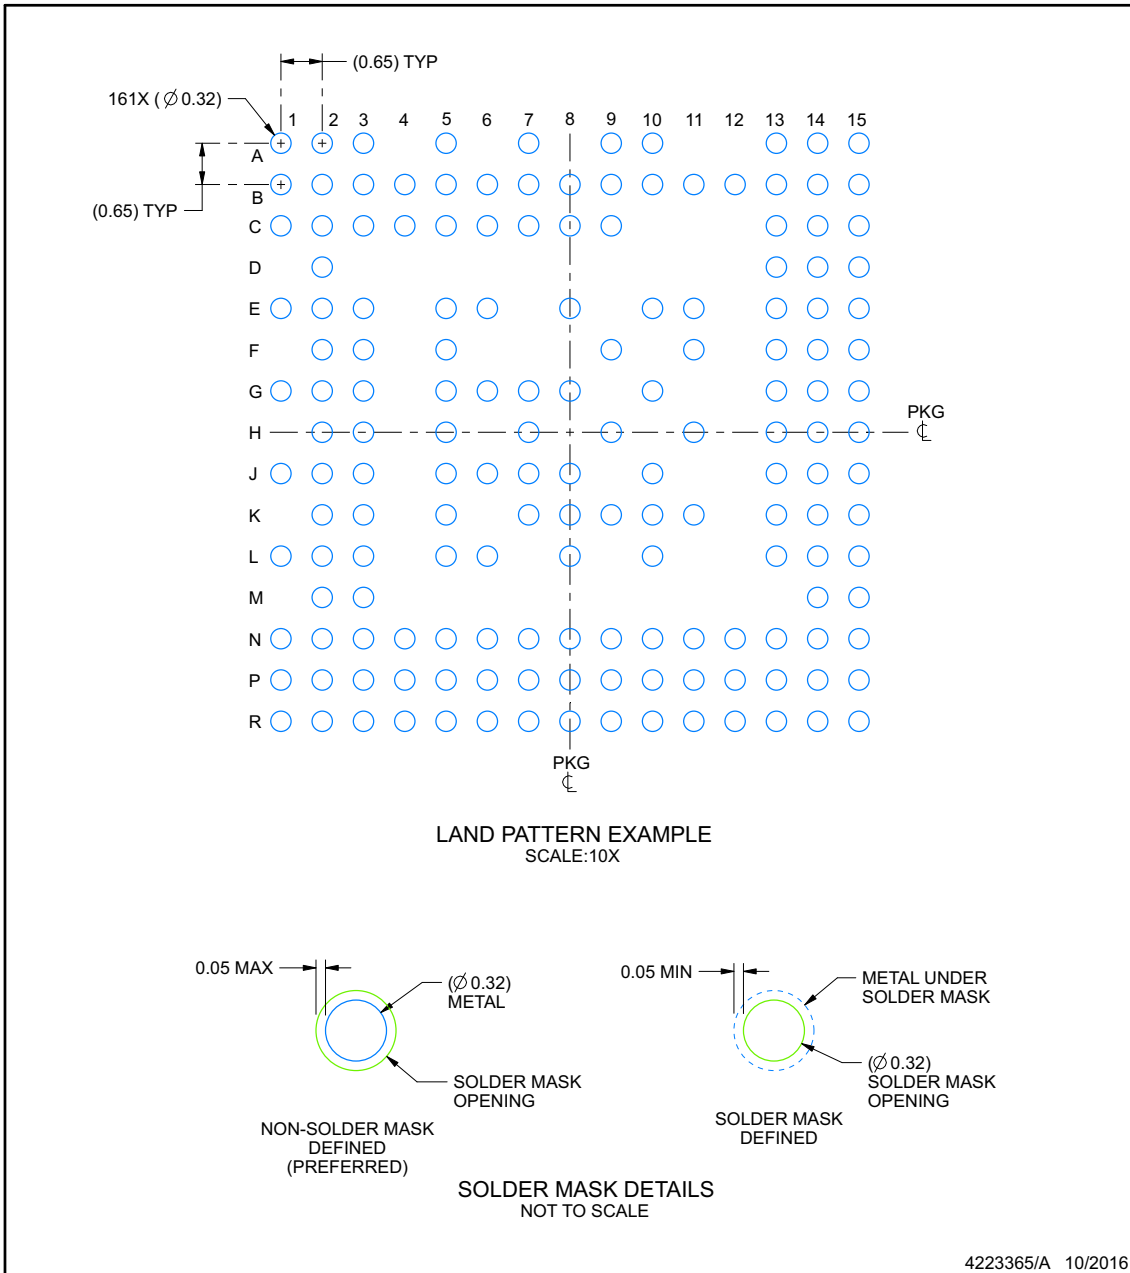 (0.65) TYP
161X ( ∅ 0.32)
1 2 3 4 5 6 7 8 9 10 11 12 13 14 15
A
B
(0.65) TYP
C
D
E
F
G
PKG
H
J
K
L
M
N
P
R
PKG
LAND PATTERN EXAMPLE
SCALE:10X
0.05 MAX
(∅ 0.32)
METAL
SOLDER MASK
OPENING
NON-SOLDER MASK
DEFINED
(PREFERRED)
0.05 MIN
METAL UNDER
SOLDER MASK
(∅ 0.32)
SOLDER MASK
OPENING
SOLDER MASK
DEFINED
SOLDER MASK DETAILS
NOT TO SCALE
4223365/A 10/2016